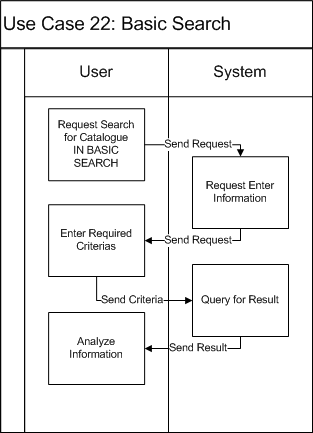 Use Case 22: Basic Search
User
System
Request Search
for Catalogue
IN BASIC
SEARCH
Send Request
Request Enter
Information
Send Request
Enter Required
Criterias
Send Criteria
Query for Result
Send Result
Analyze
Information